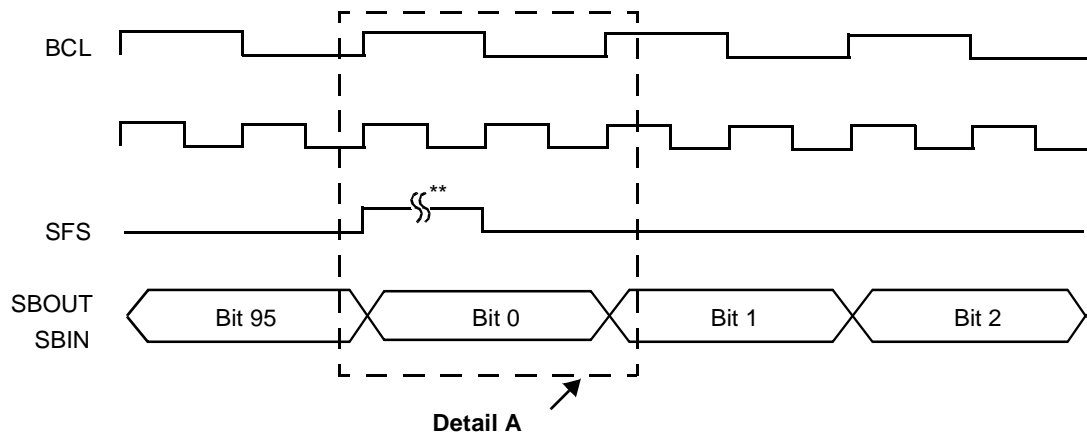 BCL
**
SFS
SBOUT
SBIN
Bit 95
Bit 0
Bit 1
Bit 2
Detail A